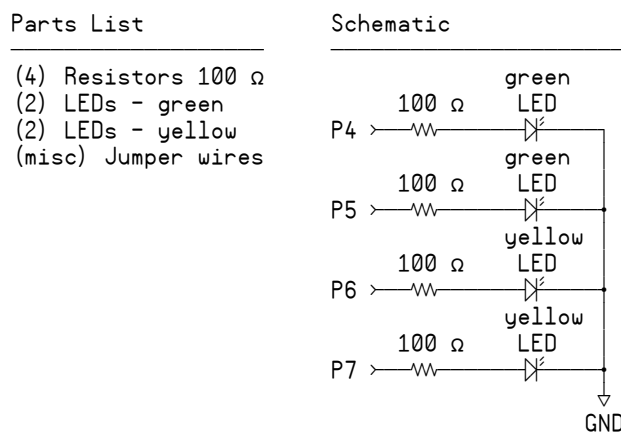 Parts List
(4) Resistors 100 Ω
(2) LEDs - green
(2) LEDs - yellow
(misc) Jumper wires
Schematic
green
100 Ω LED
P4
green
100 Ω LED
P5
yellow
100 Ω LED
P6
yellow
100 Ω LED
P7
GND